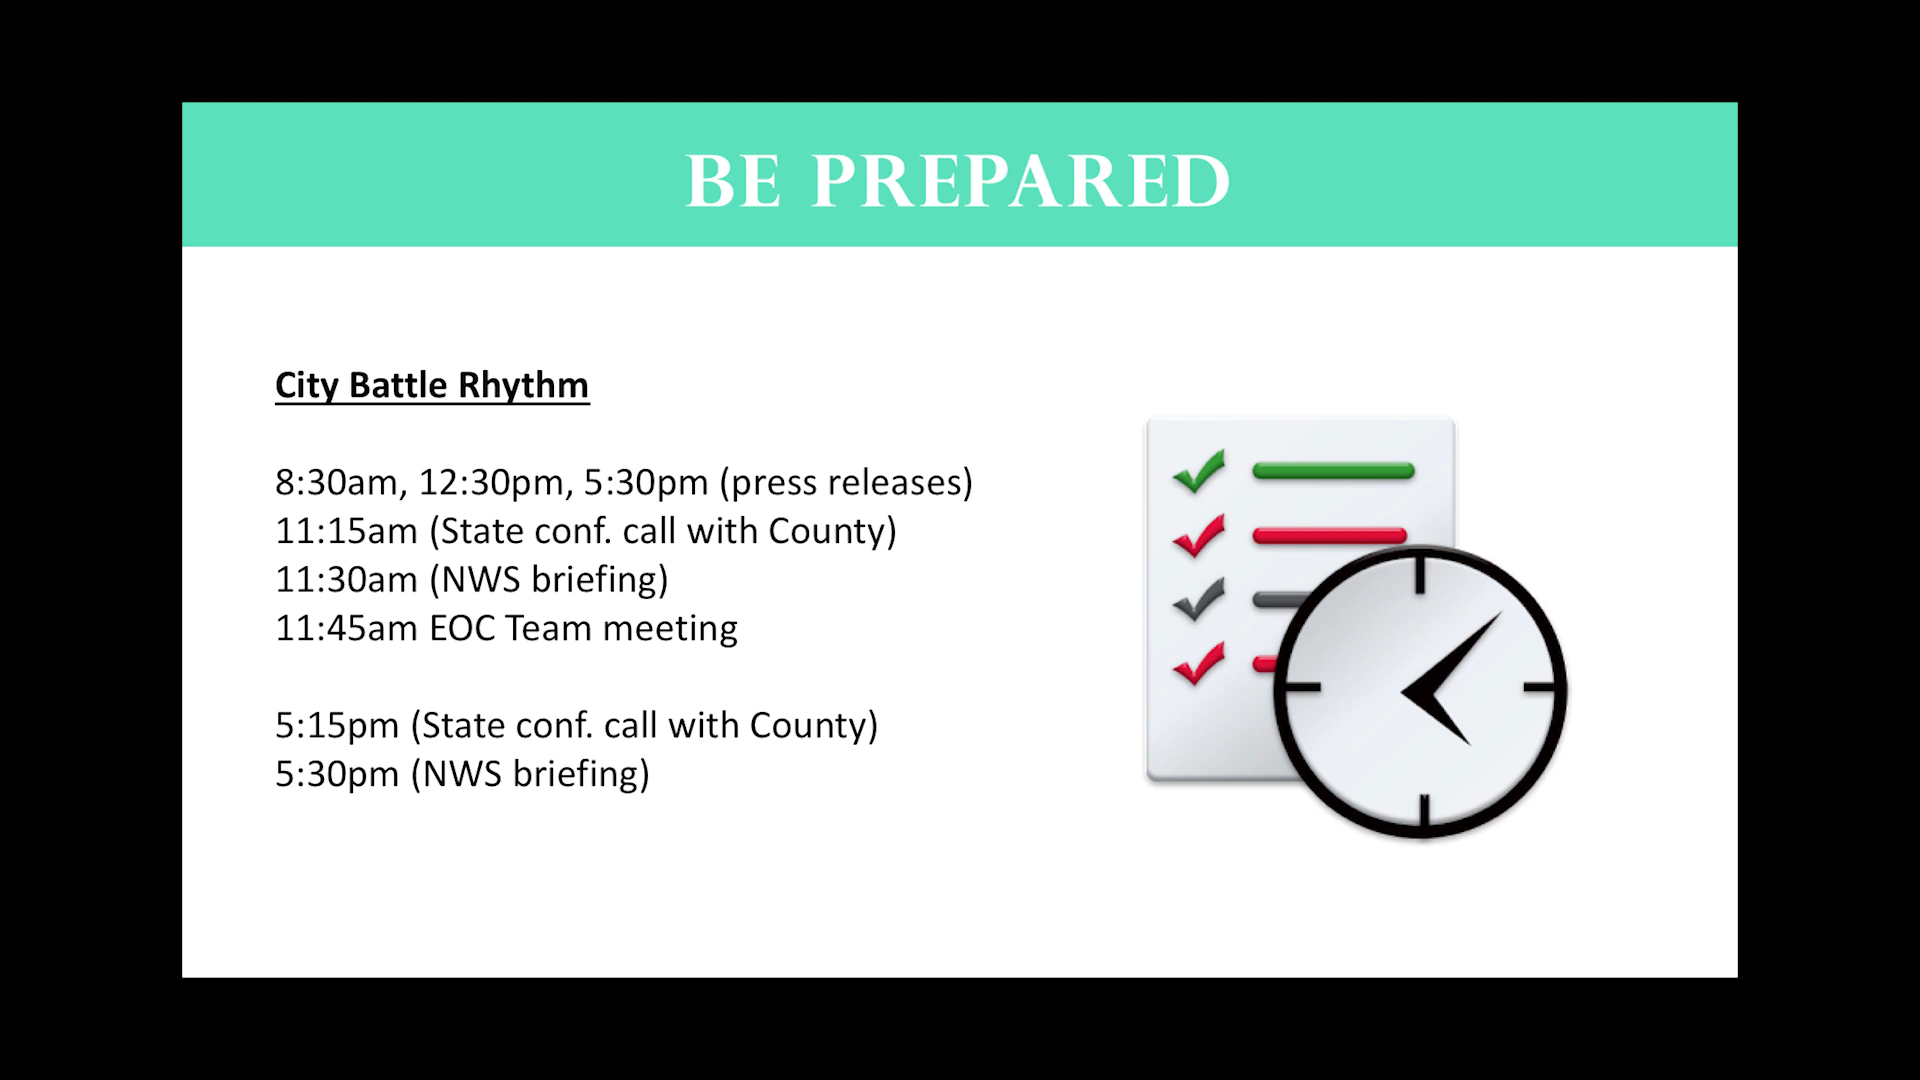 BE PREPARED
City Battle Rhythm
8:30am, 12:30pm, 5:30pm (press releases)
11:15am (State conf. call with County)
11:30am (NWS briefing)
11:45am EOC Team meeting
5:15pm (State conf. call with County)
5:30pm (NWS briefing)